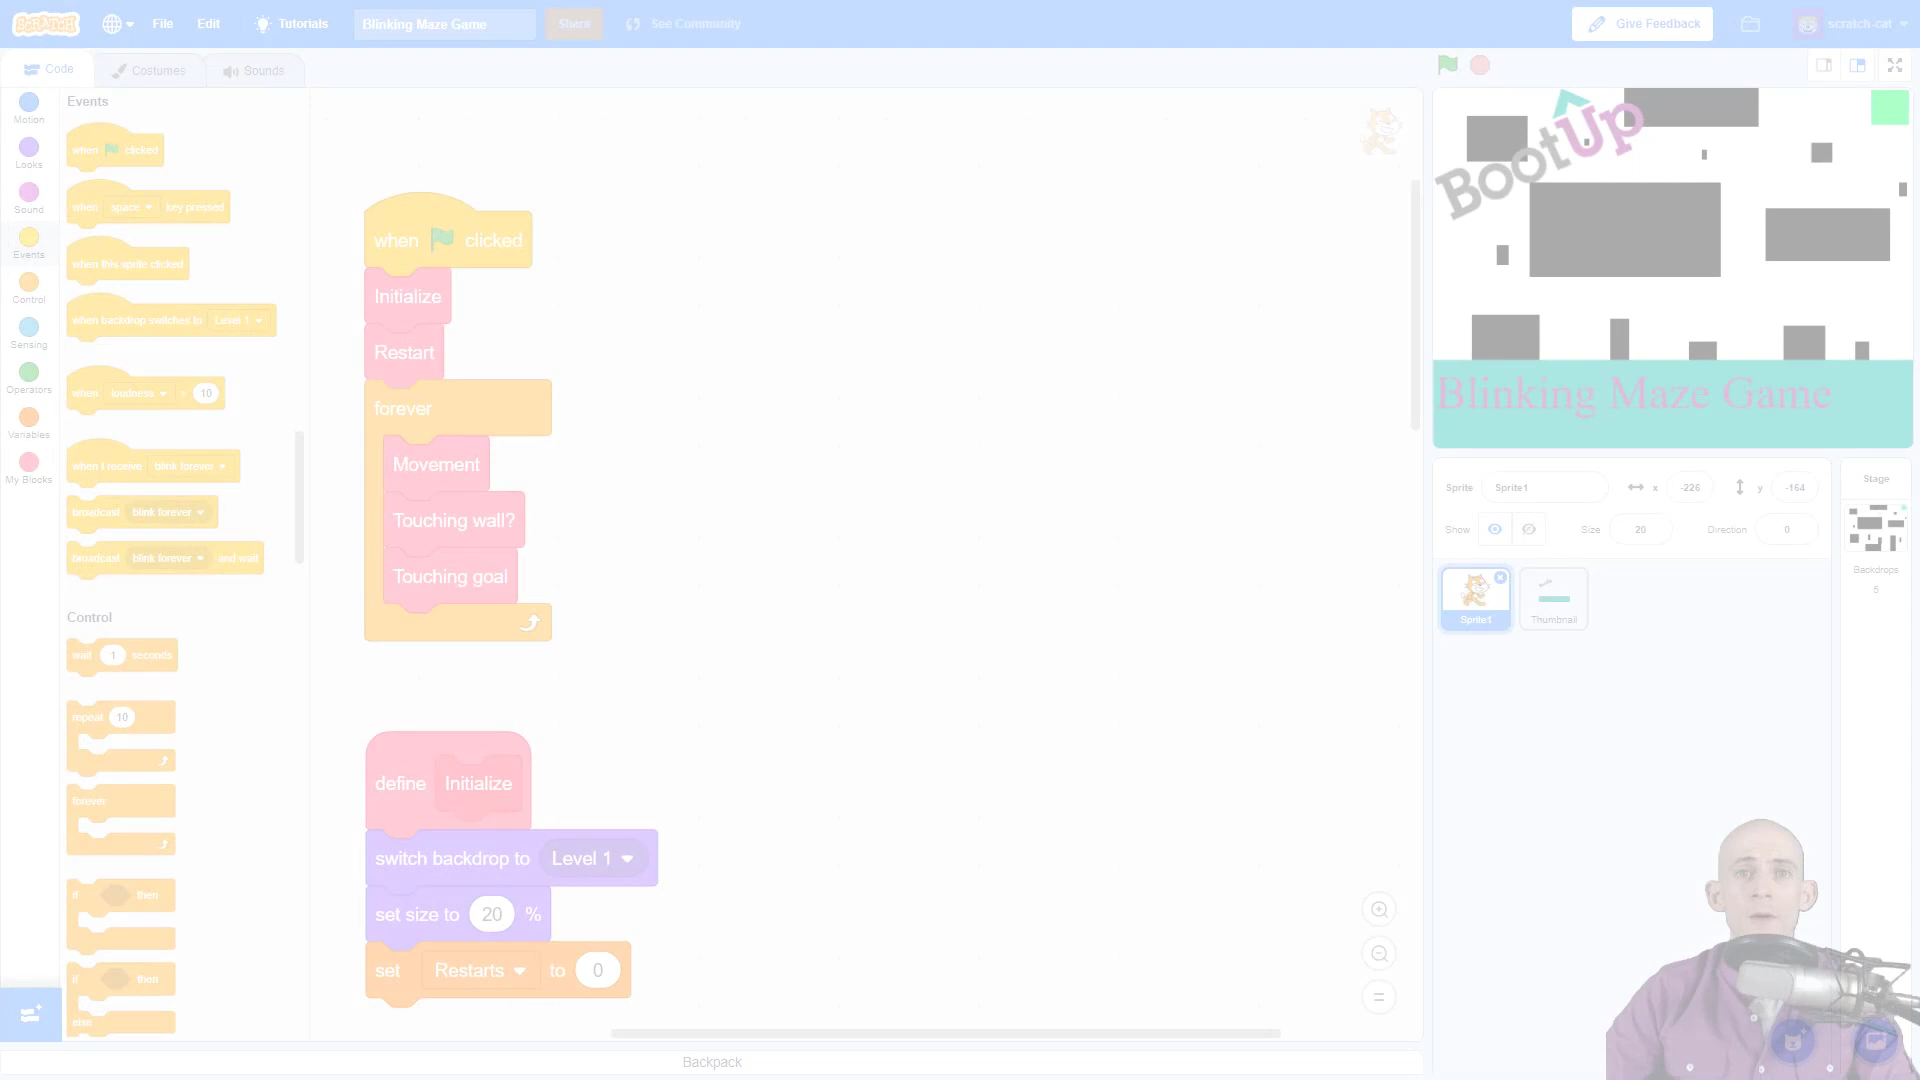 SCRATCH File Edit Tutorials Blinking Maze Game Share See Community Give Feedback scratch-cat
Code Costumes Sounds
Motion
Looks
Sound
Events
Control
Sensing
Operators
Variables
My Blocks
Events
when clicked
when space key pressed
when this sprite clicked
when backdrop switches to Level 1
when loudness > 10
when I receive blink forever
broadcast blink forever
broadcast blink forever and wait
Control
wait 1 seconds
repeat 10
forever
if then
if then
else
when clicked
Initialize
Restart
forever
Movement
Touching wall?
Touching goal
define Initialize
switch backdrop to Level 1
set size to 20 %
set Restarts to 0
Backpack
BootUp
Blinking Maze Game
Sprite Sprite1 x -226 y -164
Show Size 20 Direction 0
Sprite1
Thumbnail
Stage
Backdrops
6